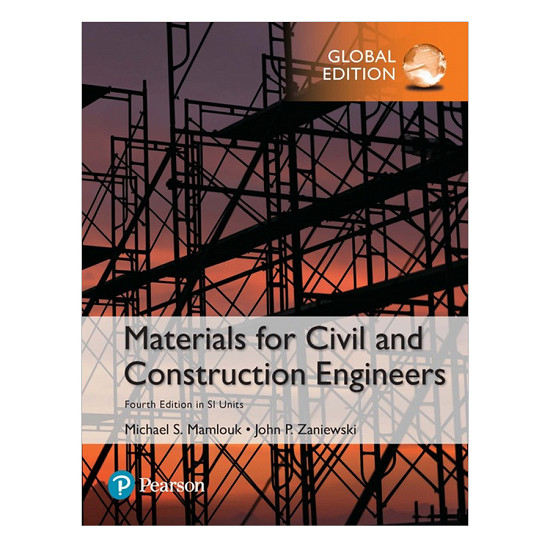 GLOBAL
EDITION
Materials for Civil and
Construction Engineers
Fourth Edition in SI Units
Michael S. Mamlouk • John P. Zaniewski
P Pearson